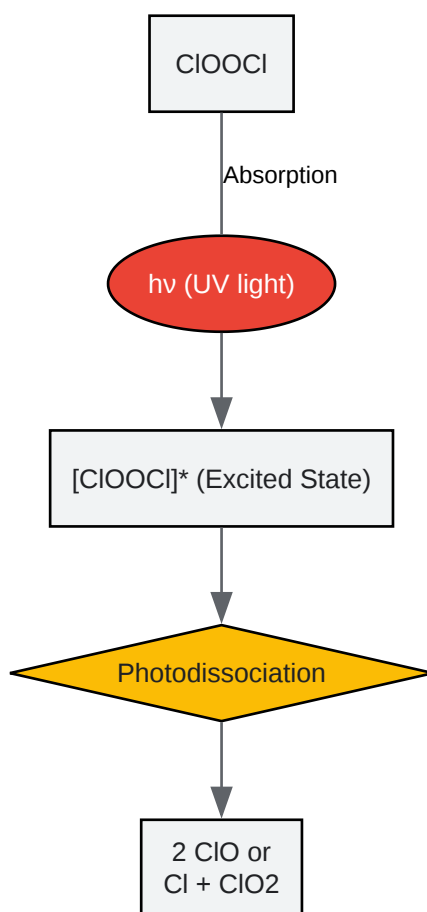 ClOOCl
Absorption
hν (UV light)
[ClOOCl]* (Excited State)
Photodissociation
2 ClO or
Cl + ClO2